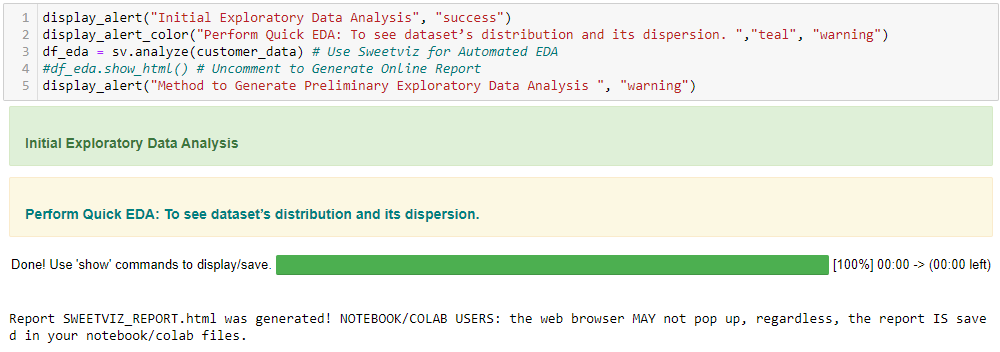 1 display_alert("Initial Exploratory Data Analysis", "success")
2 display_alert_color("Perform Quick EDA: To see dataset’s distribution and its dispersion. ","teal", "warning")
3 df_eda = sv.analyze(customer_data) # Use Sweetviz for Automated EDA
4 #df_eda.show_html() # Uncomment to Generate Online Report
5 display_alert("Method to Generate Preliminary Exploratory Data Analysis ", "warning")
Initial Exploratory Data Analysis
Perform Quick EDA: To see dataset’s distribution and its dispersion.
Done! Use 'show' commands to display/save. [100%] 00:00 -> (00:00 left)
Report SWEETVIZ_REPORT.html was generated! NOTEBOOK/COLAB USERS: the web browser MAY not pop up, regardless, the report IS save
d in your notebook/colab files.